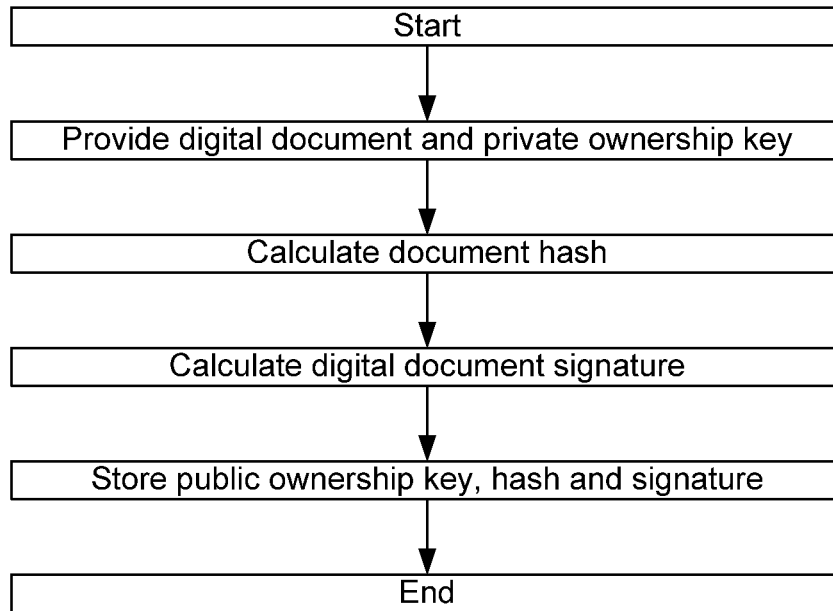 Start
Provide digital document and private ownership key
Calculate document hash
Calculate digital document signature
Store public ownership key, hash and signature
End